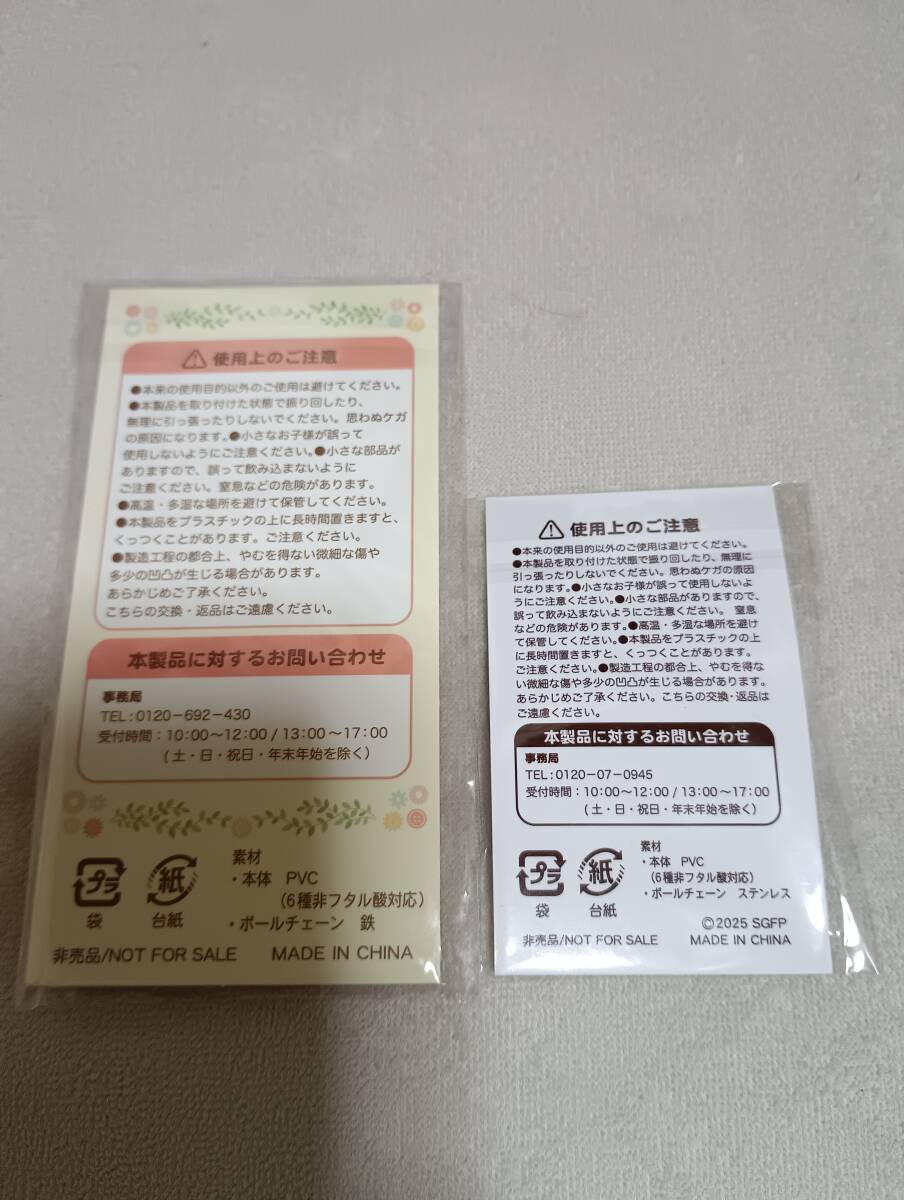 使用上のご注意
●本来の使用目的以外のご使用は避けてください。
●本製品を取り付けた状態で振り回したり、
無理に引っ張ったりしないでください。思わぬケガ
の原因になります。●小さなお子様が誤って
使用しないようにご注意ください。●小さな部品が
ありますので、誤って飲み込まないように
ご注意ください。窒息などの危険があります。
●高温・多湿な場所を避けて保管してください。
●本製品をプラスチックの上に長時間置きますと、
くっつくことがあります。ご注意ください。
●製造工程の都合上、やむを得ない微細な傷や
多少の凹凸が生じる場合があります。
あらかじめご了承ください。
こちらの交換・返品はご遠慮ください。
本製品に対するお問い合わせ
事務局
TEL:0120-692-430
受付時間:10:00～12:00/13:00～17:00
(土・日・祝日・年末年始を除く)
プラ
袋
紙
台紙
素材
・本体 PVC
(6種非フタル酸対応)
・ボールチェーン 鉄
非売品/NOT FOR SALE MADE IN CHINA
使用上のご注意
●本来の使用目的以外のご使用は避けてください。
●本製品を取り付けた状態で振り回したり、無理に
引っ張ったりしないでください。思わぬケガの原因
になります。●小さなお子様が誤って使用しないよ
うにご注意ください。●小さな部品がありますので、
誤って飲み込まないようにご注意ください。窒息
などの危険があります。●高温・多湿な場所を避け
て保管してください。●本製品をプラスチックの上
に長時間置きますと、くっつくことがあります。
ご注意ください。●製造工程の都合上、やむを得な
い微細な傷や多少の凹凸が生じる場合があります。
あらかじめご了承ください。こちらの交換・返品は
ご遠慮ください。
本製品に対するお問い合わせ
事務局
TEL:0120-07-0945
受付時間:10:00～12:00/13:00～17:00
(土・日・祝日・年末年始を除く)
プラ
袋
紙
台紙
素材
・本体 PVC
(6種非フタル酸対応)
・ボールチェーン ステンレス
©2025 SGFP
非売品/NOT FOR SALE MADE IN CHINA